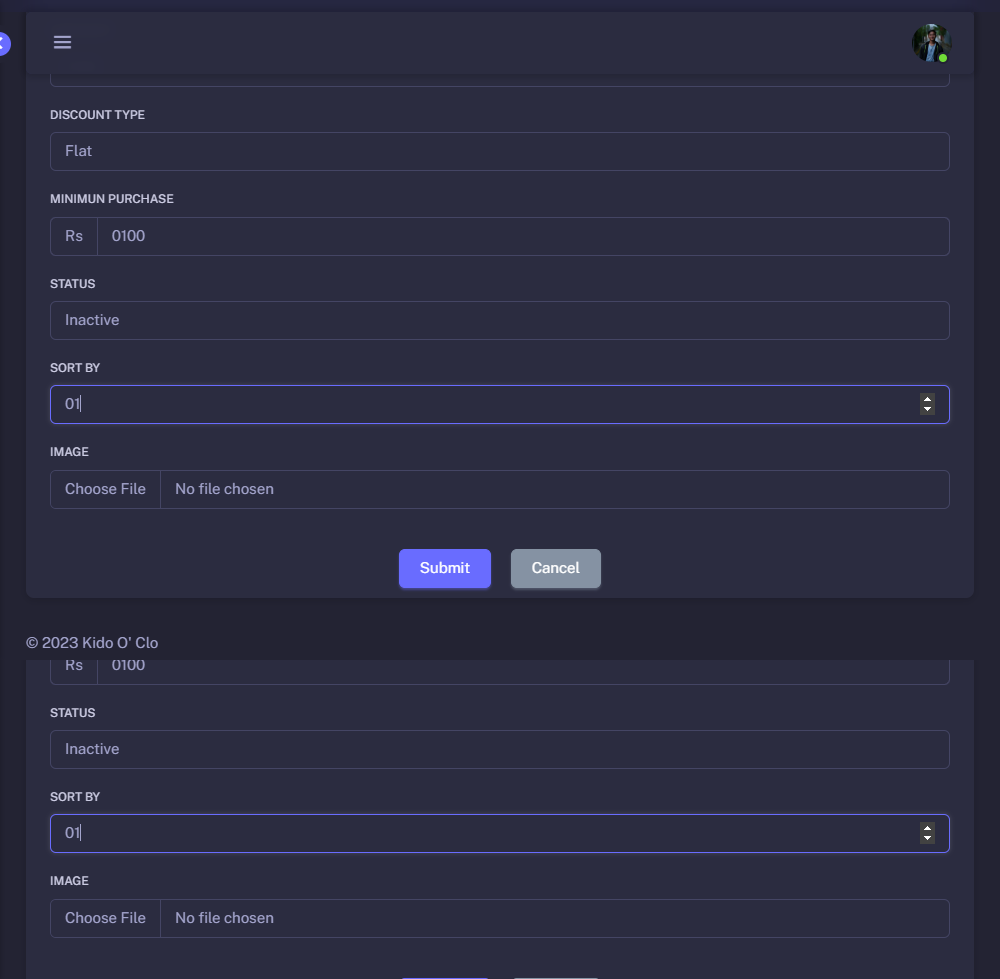 DISCOUNT TYPE
Flat
MINIMUN PURCHASE
Rs 0100
STATUS
Inactive
SORT BY
01
IMAGE
Choose File No file chosen
Submit Cancel
© 2023 Kido O' Clo
Rs 0100
STATUS
Inactive
SORT BY
01
IMAGE
Choose File No file chosen